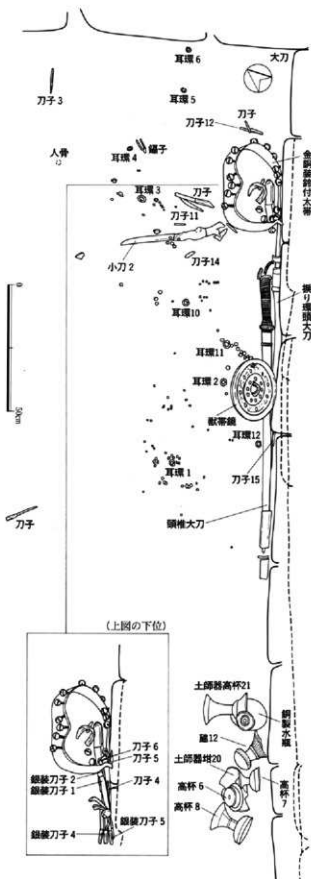 耳環6
大刀
刀子3
耳環5
刀子
刀子12
鑷子
耳環4
人骨
金銅装鈴付大帯
耳環3
刀子
刀子11
小刀2
刀子14
捩り環頭大刀
耳環10
0
50cm
耳環11
耳環2
獣帯鏡
耳環12
耳環1
刀子15
頭椎大刀
刀子
(上図の下位)
土師器高杯21
銅製水瓶
土師器坩20
高杯6
高杯7
高杯8
刀子6
刀子5
銀装刀子2
刀子4
銀装刀子1
銀装刀子5
銀装刀子4